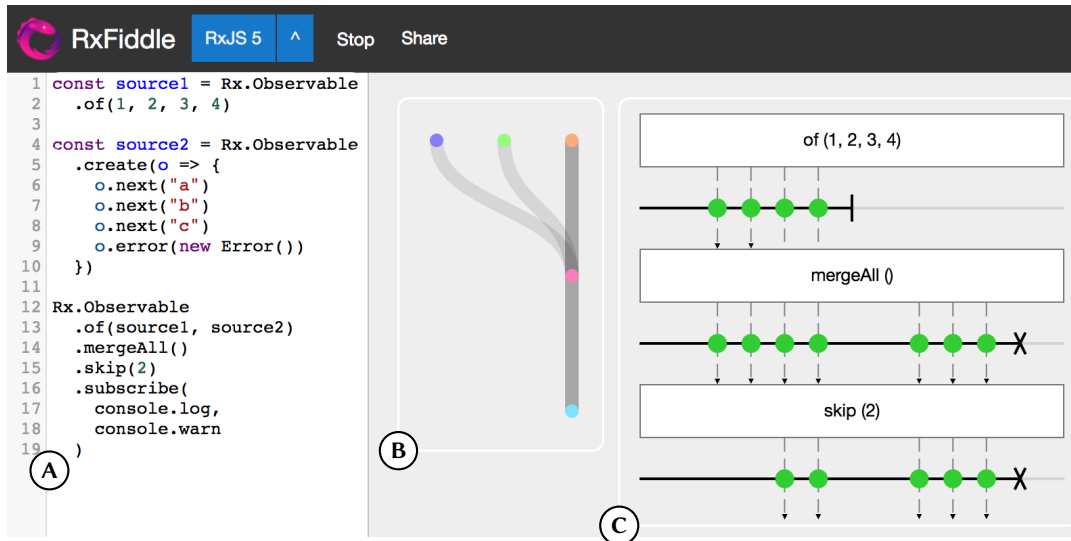 RxFiddle
RxJS 5
^
Stop
Share
1 const source1 = Rx.Observable
2   .of(1, 2, 3, 4)
3
4 const source2 = Rx.Observable
5   .create(o => {
6     o.next("a")
7     o.next("b")
8     o.next("c")
9     o.error(new Error())
10   })
11
12 Rx.Observable
13   .of(source1, source2)
14   .mergeAll()
15   .skip(2)
16   .subscribe(
17     console.log,
18     console.warn
19   )
A
B
of (1, 2, 3, 4)
mergeAll ()
skip (2)
C